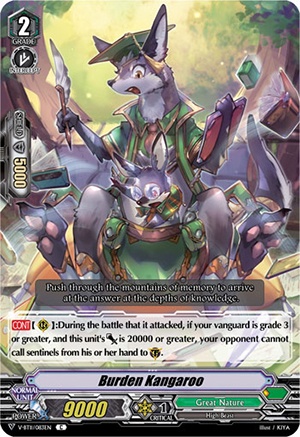 2
GRADE
INTERCEPT
5000
Push through the mountains of memory to arrive
at the answer at the depths of knowledge.
CONT【 】:During the battle that it attacked, if your vanguard is grade 3
or greater, and this unit's is 20000 or greater, your opponent cannot
call sentinels from his or her hand to .
Burden Kangaroo
NORMAL
UNIT
POWER
9000
1
CRITICAL
Great Nature
High Beast
V-BT11/083EN C
Illust / KIYA